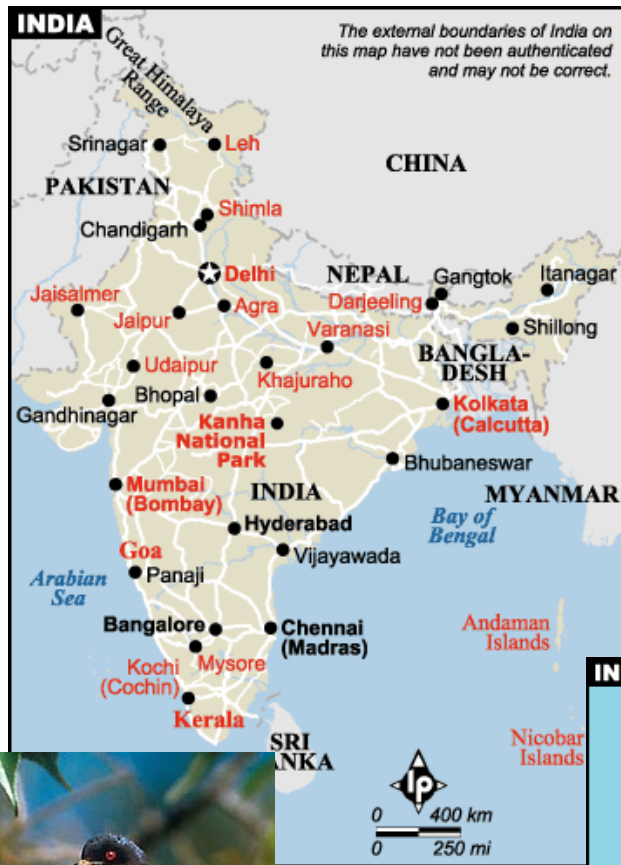 INDIA
The external boundaries of India on
this map have not been authenticated
and may not be correct.
Great Himalaya
Range
Srinagar
Leh
CHINA
PAKISTAN
Shimla
Chandigarh
Delhi
NEPAL
Gangtok
Itanagar
Jaisalmer
Jaipur
Agra
Darjeeling
Varanasi
Shillong
Udaipur
Khajuraho
BANGLA-
DESH
Gandhinagar
Bhopal
Kolkata
(Calcutta)
Kanha
National
Park
Bhubaneswar
Mumbai
(Bombay)
INDIA
MYANMAR
Hyderabad
Bay of
Bengal
Goa
Vijayawada
Panaji
Arabian
Sea
Bangalore
Chennai
(Madras)
Andaman
Islands
Mysore
Kochi
(Cochin)
Kerala
IN
SRI
ANKA
Nicobar
Islands
lp
0 400 km
0 250 mi